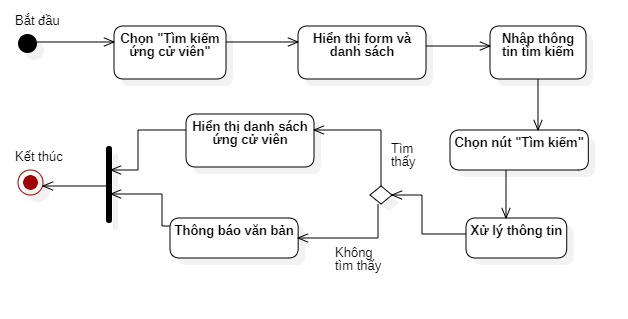 Bắt đầu
Chọn "Tìm kiếm
ứng cử viên"
Hiển thị form và
danh sách
Nhập thông
tin tìm kiếm
Chọn nút "Tìm kiếm"
Xử lý thông tin
Tìm
thấy
Không
tìm thấy
Hiển thị danh sách
ứng cử viên
Thông báo văn bản
Kết thúc